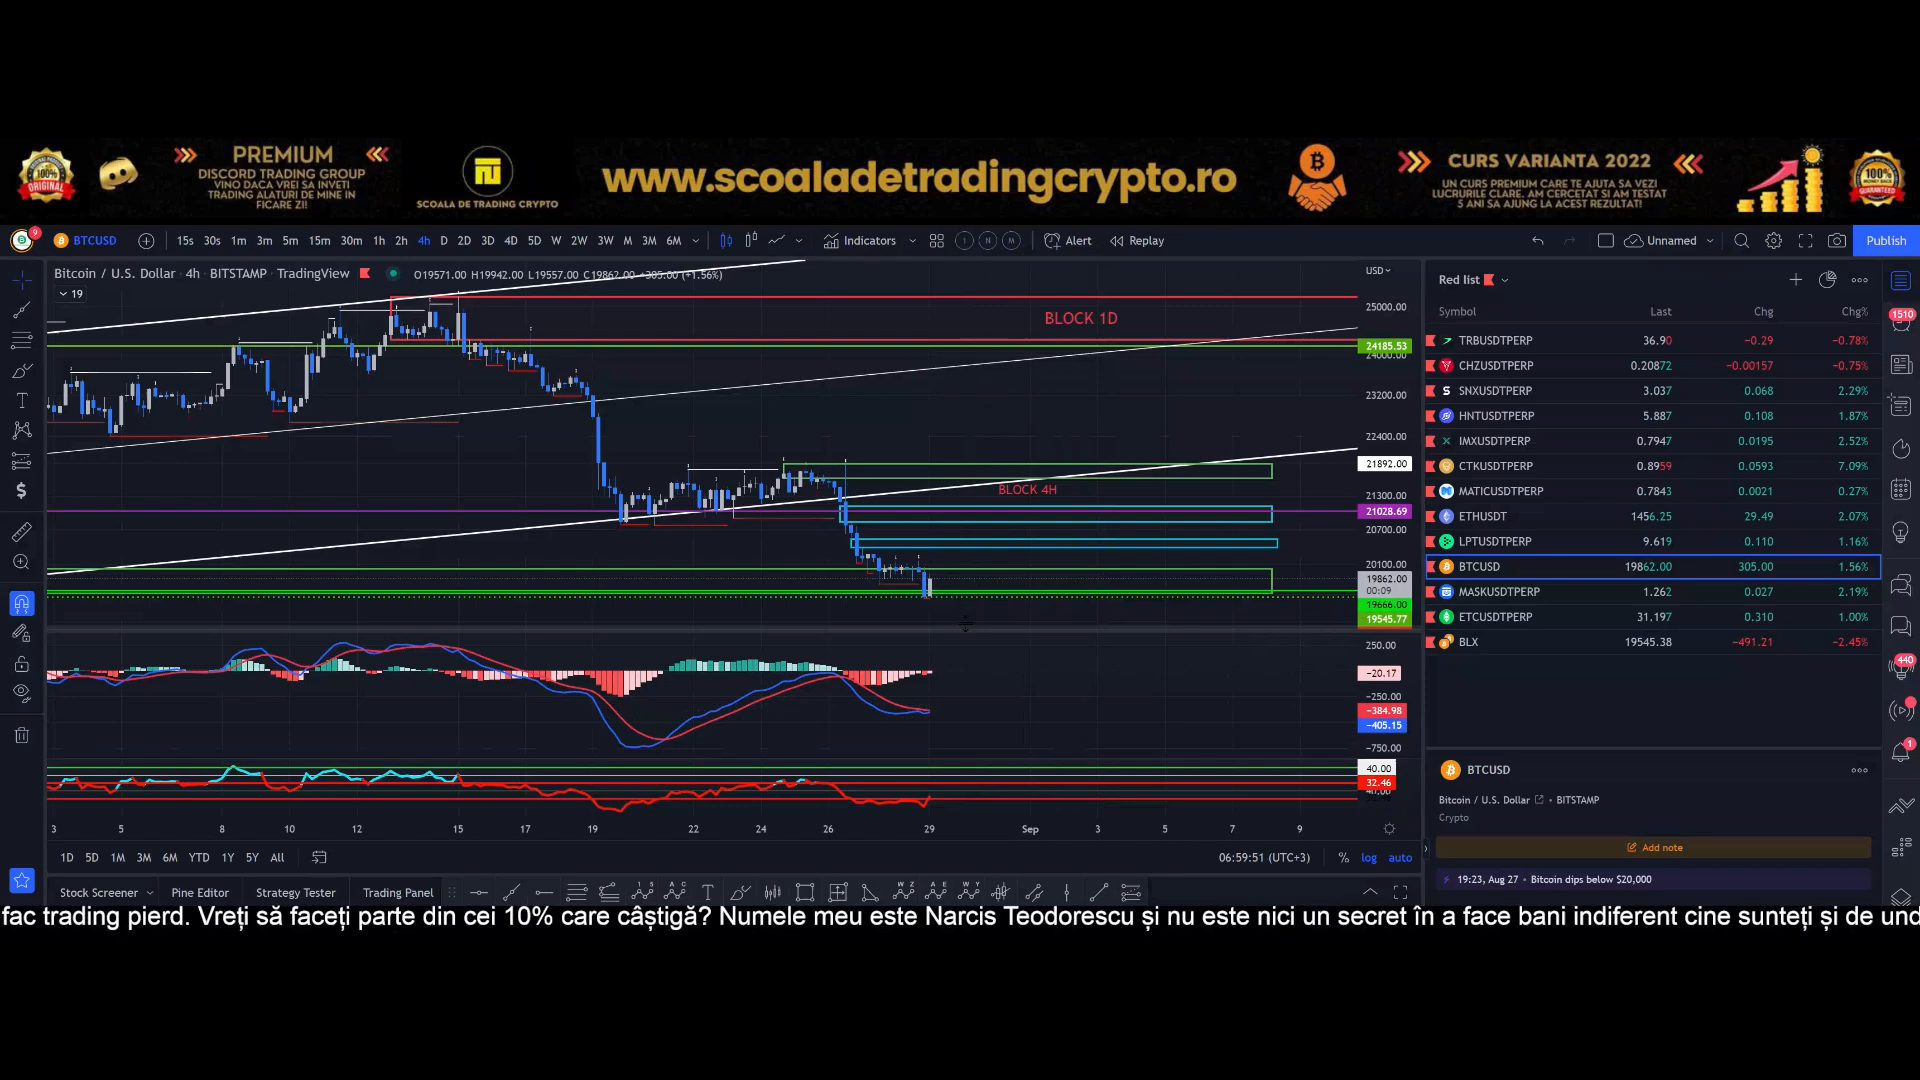 PREMIUM
DISCORD TRADING GROUP
VINO DACA VREI SA INVETI
TRADING ALATURI DE MINE IN
FICARE ZI!
SCOALA DE TRADING CRYPTO
www.scoaladetradingcrypto.ro
CURS VARIANTA 2022
UN CURS PREMIUM CARE TE AJUTA SA VEZI
LUCRURILE CLARE. AM CERCETAT SI AM TESTAT
5 ANI SA AJUNG LA ACEST REZULTAT!
100%
ORIGINAL
100%
GUARANTEED
9
BTCUSD 15s 30s 1m 3m 5m 15m 30m 1h 2h 4h D 2D 3D 4D 5D W 2W 3W M 3M 6M Indicators Alert Replay Unnamed Publish
Bitcoin / U.S. Dollar · 4h · BITSTAMP · TradingView O19571.00 H19942.00 L19557.00 C19862.00 +305.00 (+1.56%)
19
USD
BLOCK 1D
BLOCK 4H
25000.00
24185.53
24000.00
23200.00
22400.00
21892.00
21300.00
21028.69
20700.00
20100.00
19862.00
00:09
19666.00
19545.77
250.00
−20.17
−250.00
−384.98
−405.15
−750.00
40.00
32.46
3 5 8 10 12 15 17 19 22 24 26 29 Sep 3 5 7 9
1D 5D 1M 3M 6M YTD 1Y 5Y All 06:59:51 (UTC+3) % log auto
Stock Screener Pine Editor Strategy Tester Trading Panel
Red list
Symbol Last Chg Chg%
TRBUSDTPERP 36.90 −0.29 −0.78%
CHZUSDTPERP 0.20872 −0.00157 −0.75%
SNXUSDTPERP 3.037 0.068 2.29%
HNTUSDTPERP 5.887 0.108 1.87%
IMXUSDTPERP 0.7947 0.0195 2.52%
CTKUSDTPERP 0.8959 0.0593 7.09%
MATICUSDTPERP 0.7843 0.0021 0.27%
ETHUSDT 1456.25 29.49 2.07%
LPTUSDTPERP 9.619 0.110 1.16%
BTCUSD 19862.00 305.00 1.56%
MASKUSDTPERP 1.262 0.027 2.19%
ETCUSDTPERP 31.197 0.310 1.00%
BLX 19545.38 −491.21 −2.45%
BTCUSD
Bitcoin / U.S. Dollar • BITSTAMP
Crypto
Add note
19:23, Aug 27 • Bitcoin dips below $20,000
1510
440
1
fac trading pierd. Vreți să faceți parte din cei 10% care câștigă? Numele meu este Narcis Teodorescu și nu este nici un secret în a face bani indiferent cine sunteți și de und